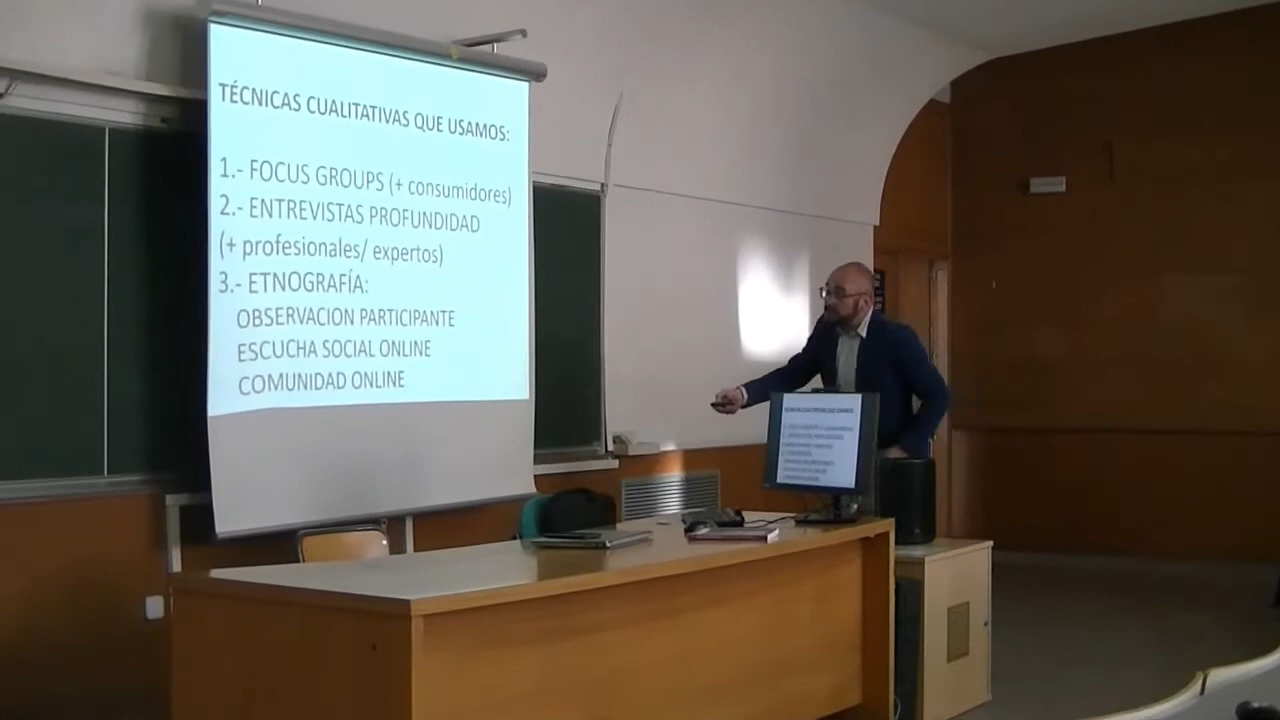 TÉCNICAS CUALITATIVAS QUE USAMOS:
1.- FOCUS GROUPS (+ consumidores)
2.- ENTREVISTAS PROFUNDIDAD
(+ profesionales/ expertos)
3.- ETNOGRAFÍA:
OBSERVACION PARTICIPANTE
ESCUCHA SOCIAL ONLINE
COMUNIDAD ONLINE